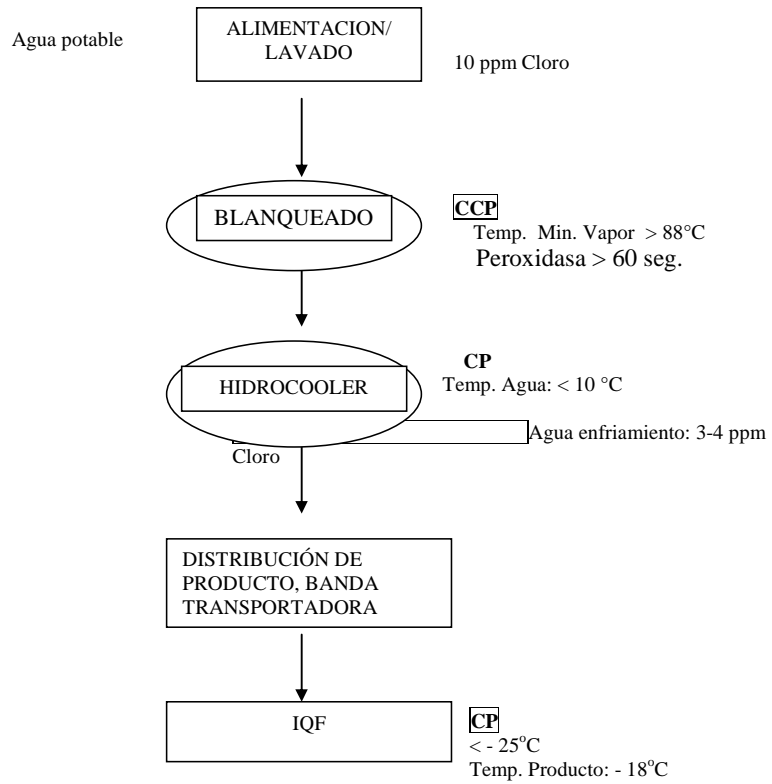 Agua potable
ALIMENTACION/
LAVADO
10 ppm Cloro
BLANQUEADO
CCP
Temp. Min. Vapor > 88°C
Peroxidasa > 60 seg.
HIDROCOOLER
CP
Temp. Agua: < 10 °C
Agua enfriamiento: 3-4 ppm
Cloro
DISTRIBUCIÓN DE
PRODUCTO, BANDA
TRANSPORTADORA
IQF
CP
< - 25°C
Temp. Producto: - 18°C